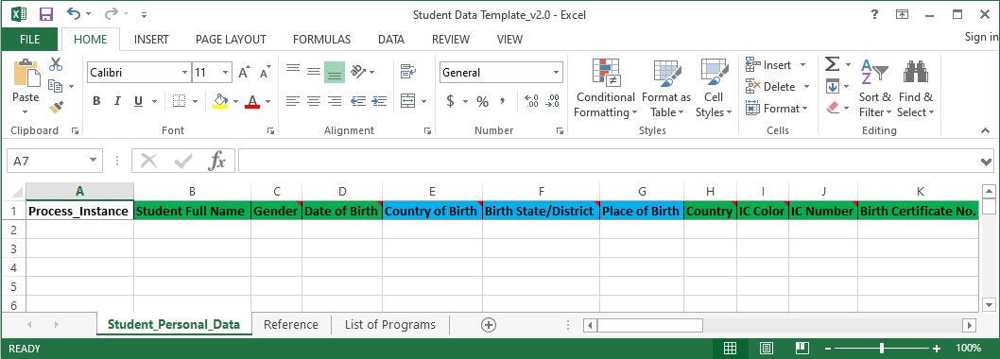 Student Data Template_v2.0 - Excel
FILE HOME INSERT PAGE LAYOUT FORMULAS DATA REVIEW VIEW Sign in
Calibri 11 General
Paste B I U A $ % , Conditional Formatting Format as Table Cell Styles Insert Delete Format Sort & Filter Find & Select
Clipboard Font Alignment Number Styles Cells Editing
A7 fx
A B C D E F G H I J K
1 Process_Instance Student Full Name Gender Date of Birth Country of Birth Birth State/District Place of Birth Country IC Color IC Number Birth Certificate No.
2
3
4
5
6
Student_Personal_Data Reference List of Programs
READY 100%